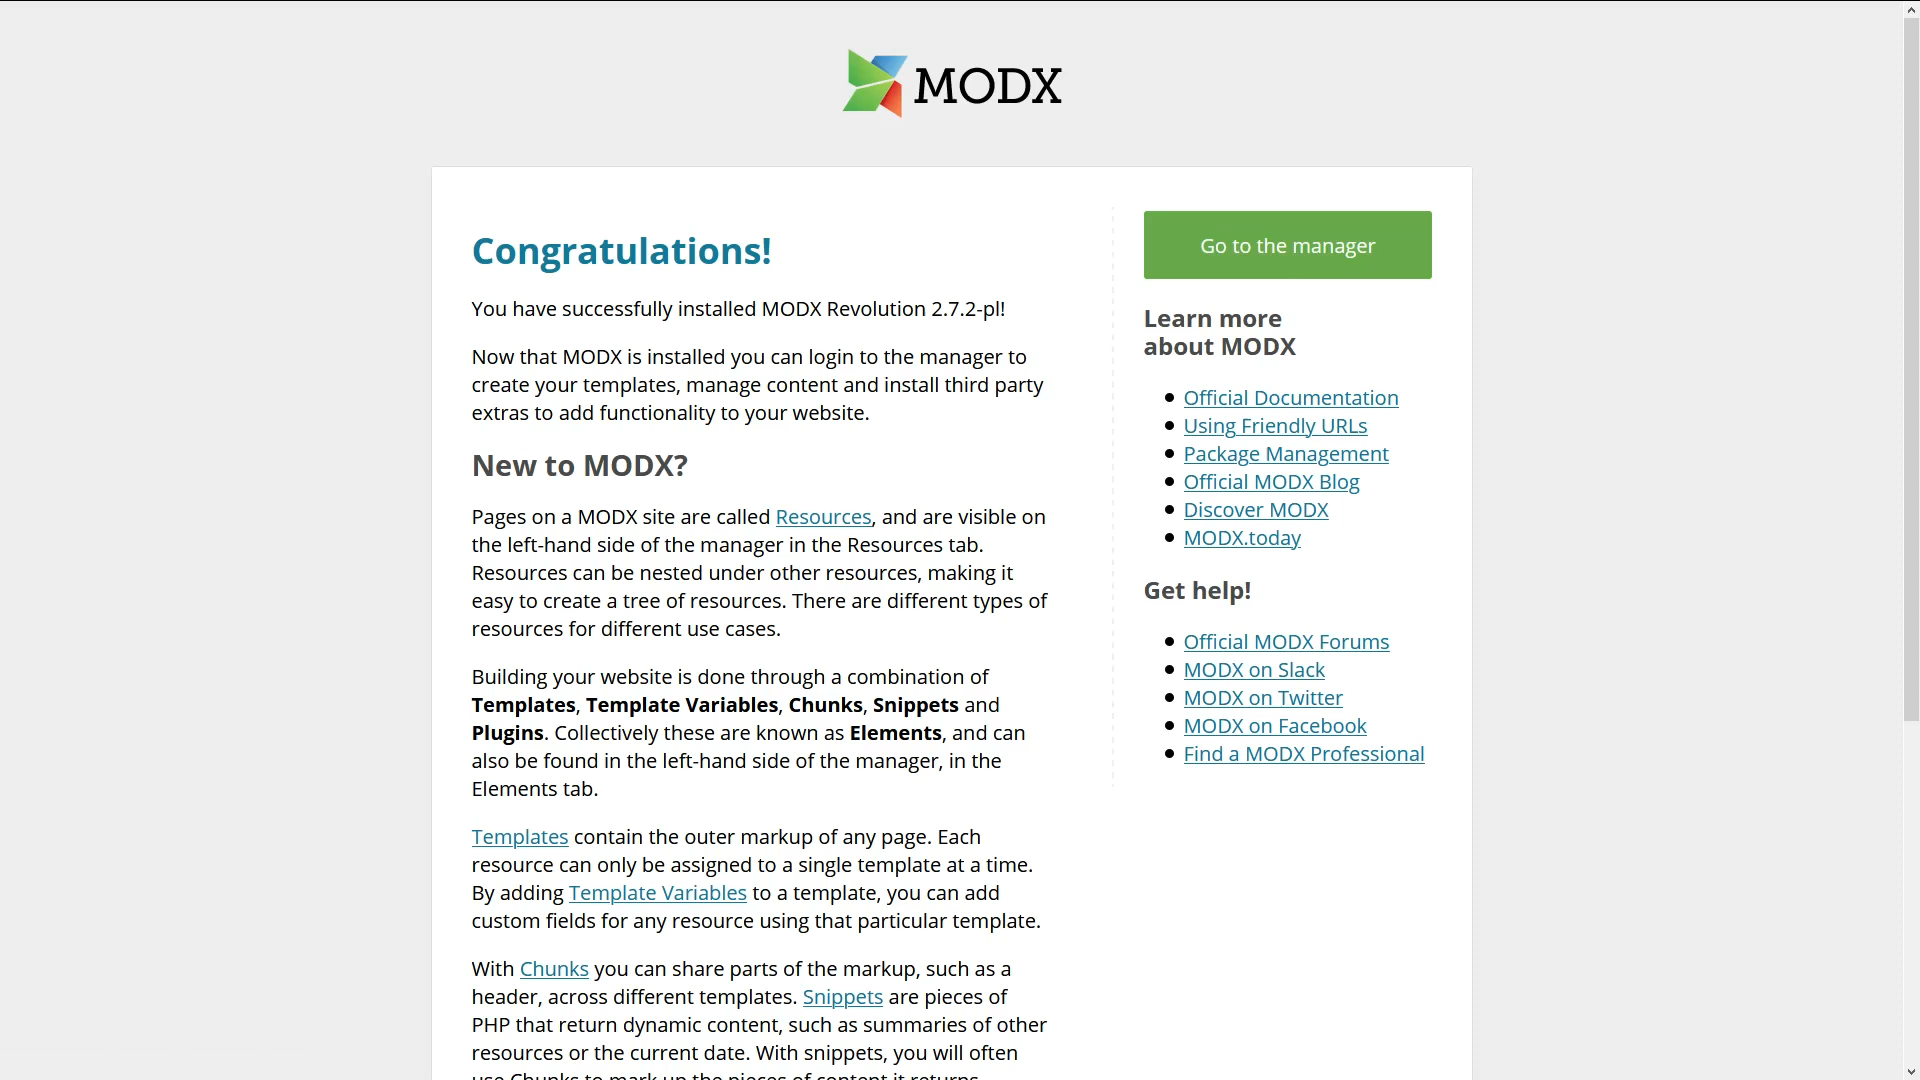 MODX
Congratulations!
You have successfully installed MODX Revolution 2.7.2-pl!
Now that MODX is installed you can login to the manager to
create your templates, manage content and install third party
extras to add functionality to your website.
New to MODX?
Pages on a MODX site are called Resources, and are visible on
the left-hand side of the manager in the Resources tab.
Resources can be nested under other resources, making it
easy to create a tree of resources. There are different types of
resources for different use cases.
Building your website is done through a combination of
Templates, Template Variables, Chunks, Snippets and
Plugins. Collectively these are known as Elements, and can
also be found in the left-hand side of the manager, in the
Elements tab.
Templates contain the outer markup of any page. Each
resource can only be assigned to a single template at a time.
By adding Template Variables to a template, you can add
custom fields for any resource using that particular template.
With Chunks you can share parts of the markup, such as a
header, across different templates. Snippets are pieces of
PHP that return dynamic content, such as summaries of other
resources or the current date. With snippets, you will often
use Chunks to mark up the pieces of content it returns.
Go to the manager
Learn more
about MODX
Official Documentation
Using Friendly URLs
Package Management
Official MODX Blog
Discover MODX
MODX.today
Get help!
Official MODX Forums
MODX on Slack
MODX on Twitter
MODX on Facebook
Find a MODX Professional